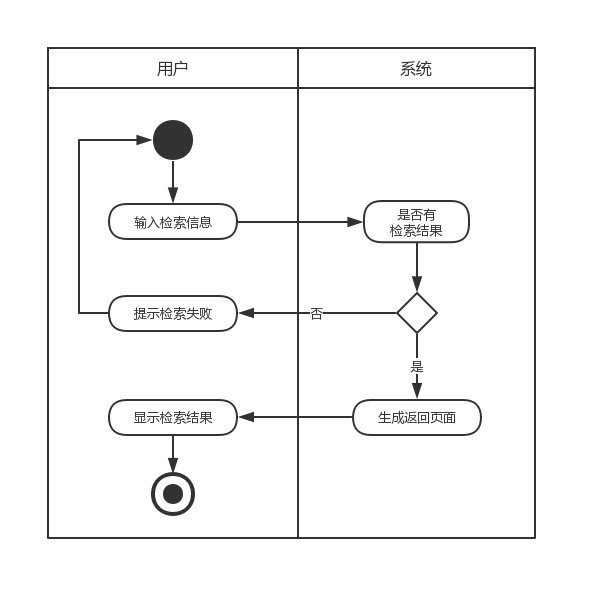 用户
系统
输入检索信息
是否有
检索结果
提示检索失败
否
是
显示检索结果
生成返回页面